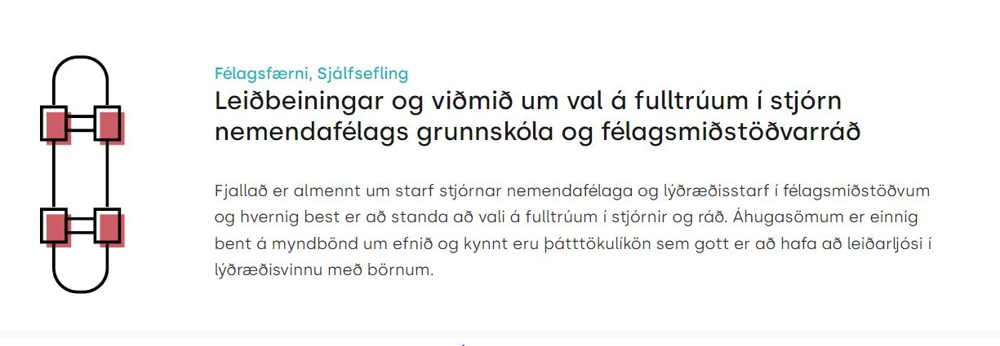 Félagsfærni, Sjálfsefling
Leiðbeiningar og viðmið um val á fulltrúum í stjórn
nemendafélags grunnskóla og félagsmiðstöðvarráð
Fjallað er almennt um starf stjórnar nemendafélaga og lýðræðisstarf í félagsmiðstöðvum
og hvernig best er að standa að vali á fulltrúum í stjórnir og ráð. Áhugasömum er einnig
bent á myndbönd um efnið og kynnt eru þátttökulíkön sem gott er að hafa að leiðarljósi í
lýðræðisvinnu með börnum.